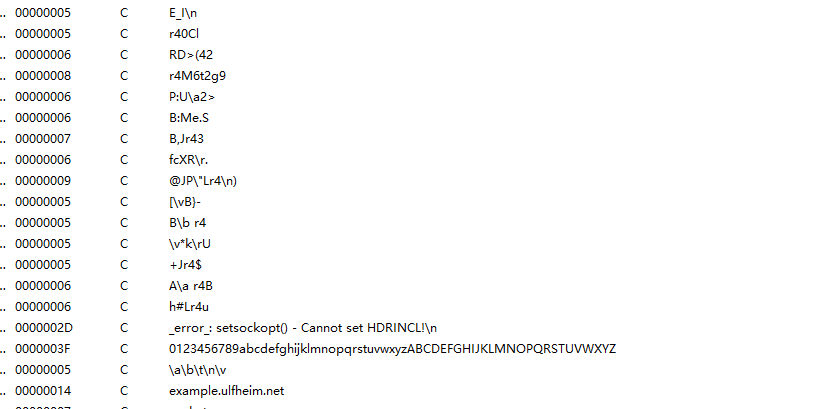 .. 00000005 C E_l\n
.. 00000005 C r40Cl
.. 00000006 C RD>(42
.. 00000008 C r4M6t2g9
.. 00000006 C P:U\a2>
.. 00000006 C B:Me.S
.. 00000007 C B,Jr43
.. 00000006 C fcXR\r.
.. 00000009 C @JP\"Lr4\n)
.. 00000005 C [\vB}-
.. 00000005 C B\b r4
.. 00000005 C \v*k\rU
.. 00000005 C +Jr4$
.. 00000006 C A\a r4B
.. 00000006 C h#Lr4u
.. 0000002D C _error_: setsockopt() - Cannot set HDRINCL!\n
.. 0000003F C 0123456789abcdefghijklmnopqrstuvwxyzABCDEFGHIJKLMNOPQRSTUVWXYZ
.. 00000005 C \a\b\t\n\v
.. 00000014 C example.ulfheim.net